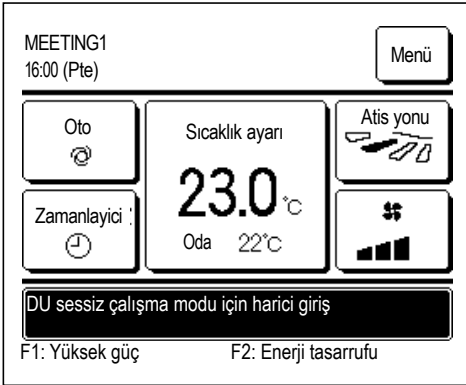 MEETING1
16:00 (Pte)
Menü
Oto
Sıcaklık ayarı
Atis yonu
23.0 °C
Zamanlayici :
Oda 22°C
DU sessiz çalışma modu için harici giriş
F1: Yüksek güç F2: Enerji tasarrufu